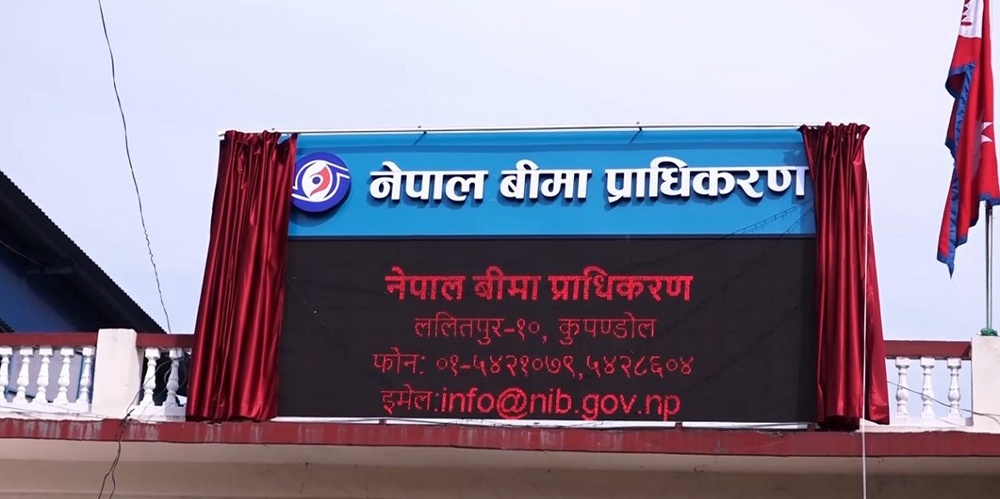 नेपाल बीमा प्राधिकरण
नेपाल बीमा प्राधिकरण
ललितपुर-१०, कुपण्डोल
फोन: ०१-५४२१०७९,५४२८६०४
इमेल:info@nib.gov.np